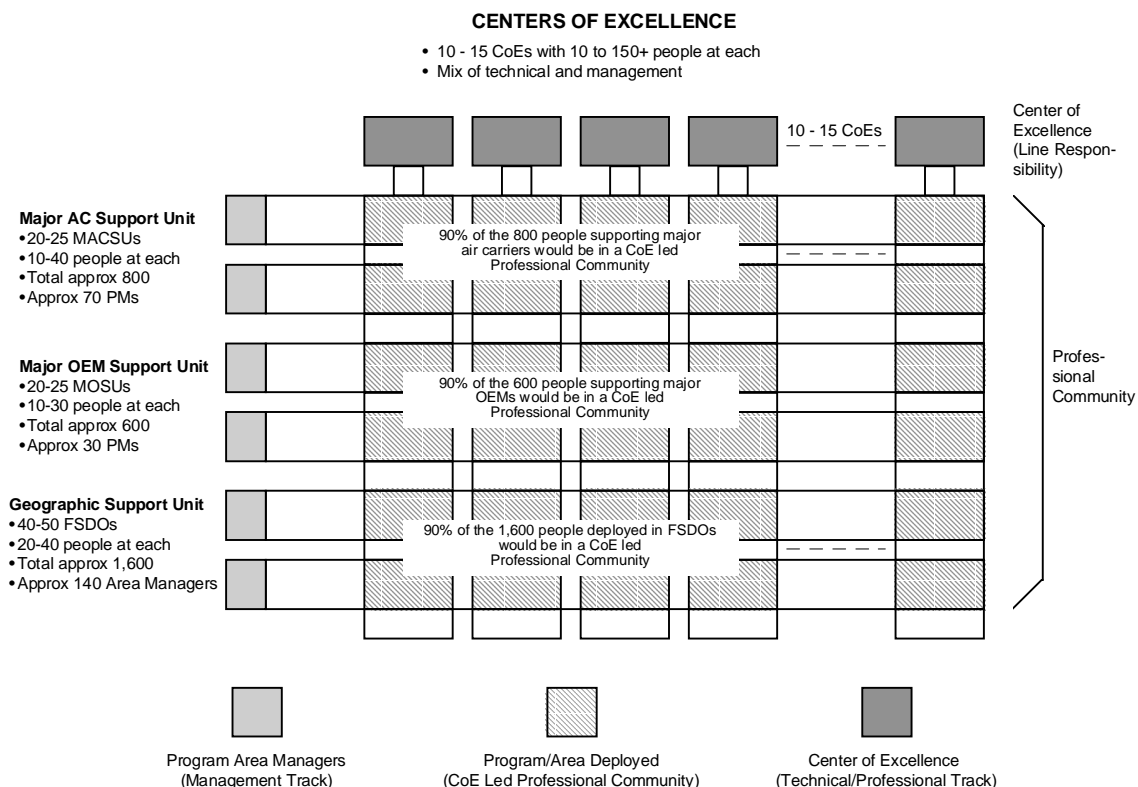 CENTERS OF EXCELLENCE
• 10 - 15 CoEs with 10 to 150+ people at each
• Mix of technical and management
10 - 15 CoEs
Center of
Excellence
(Line Respon-
sibility)
Major AC Support Unit
•20-25 MACSUs
•10-40 people at each
•Total approx 800
•Approx 70 PMs
90% of the 800 people supporting major
air carriers would be in a CoE led
Professional Community
Major OEM Support Unit
•20-25 MOSUs
•10-30 people at each
•Total approx 600
•Approx 30 PMs
90% of the 600 people supporting major
OEMs would be in a CoE led
Professional Community
Profes-
sional
Community
Geographic Support Unit
•40-50 FSDOs
•20-40 people at each
•Total approx 1,600
•Approx 140 Area Managers
90% of the 1,600 people deployed in FSDOs
would be in a CoE led
Professional Community
Program Area Managers
(Management Track)
Program/Area Deployed
(CoE Led Professional Community)
Center of Excellence
(Technical/Professional Track)